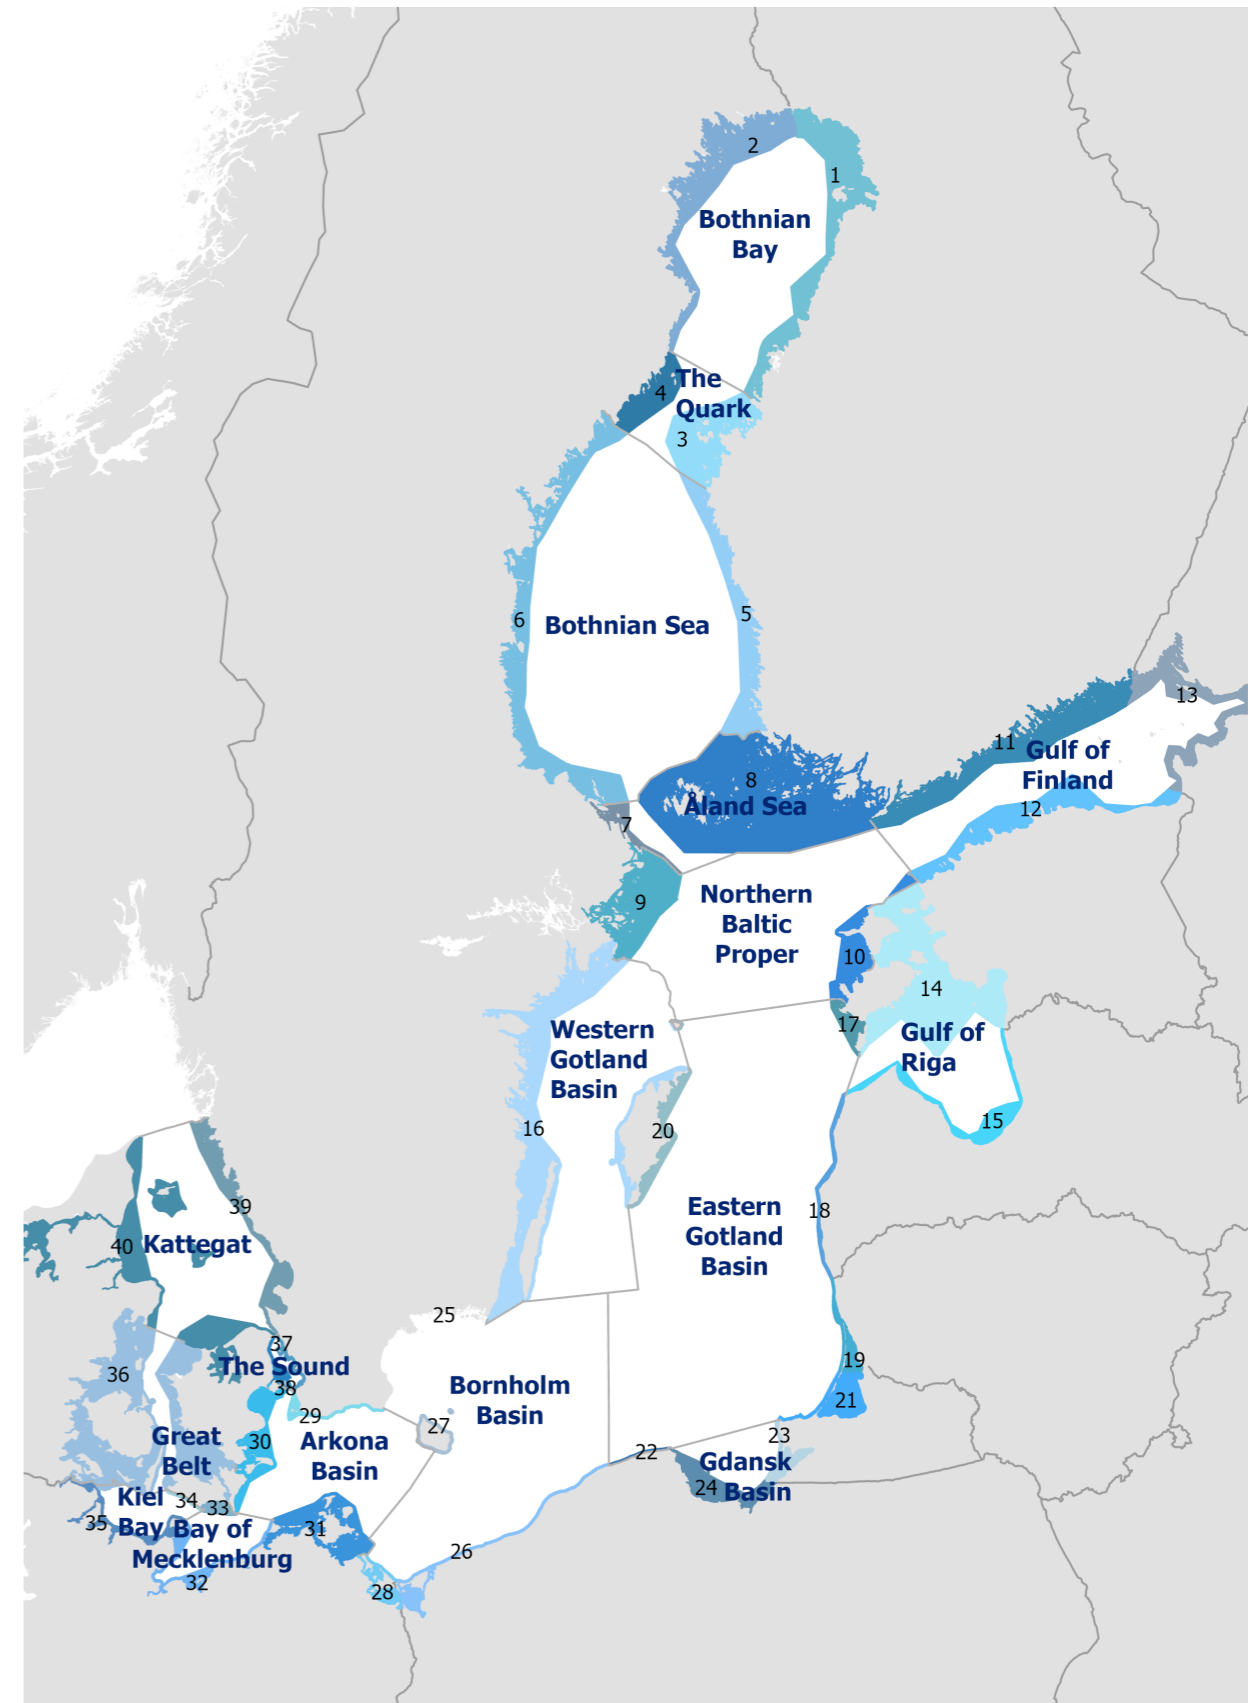 2
1
Bothnian
Bay
4
The
Quark
3
6
Bothnian Sea
5
13
11
Gulf of
Finland
8
Åland Sea
12
7
9
Northern
Baltic
Proper
10
14
17
Western
Gotland
Basin
Gulf of
Riga
16
20
15
39
Eastern
Gotland
Basin
18
40
Kattegat
25
37
The Sound
36
38
19
Bornholm
Basin
21
29
27
Great
Belt
30
Arkona
Basin
23
22
Gdansk
Basin
24
Kiel
Bay
34
33
35
Bay of
Mecklenburg
31
26
32
28